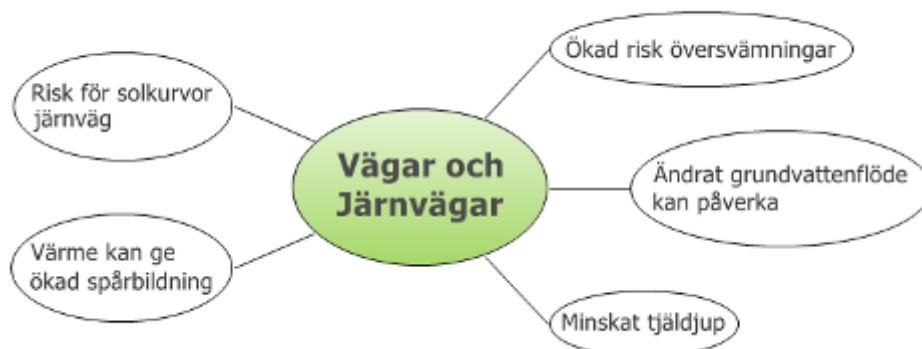 Ökad risk översvämningar
Risk för solkurvor
järnväg
Vägar och
Järnvägar
Ändrat grundvattenflöde
kan påverka
Värme kan ge
ökad spårbildning
Minskat tjäldjup